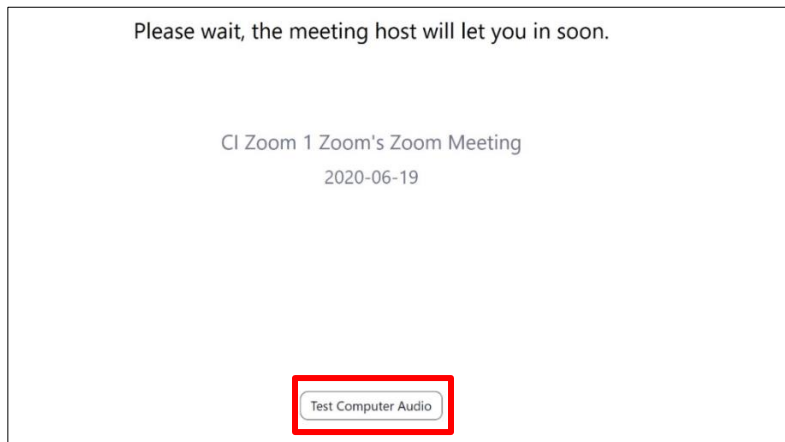 Please wait, the meeting host will let you in soon.
CI Zoom 1 Zoom's Zoom Meeting
2020-06-19
Test Computer Audio